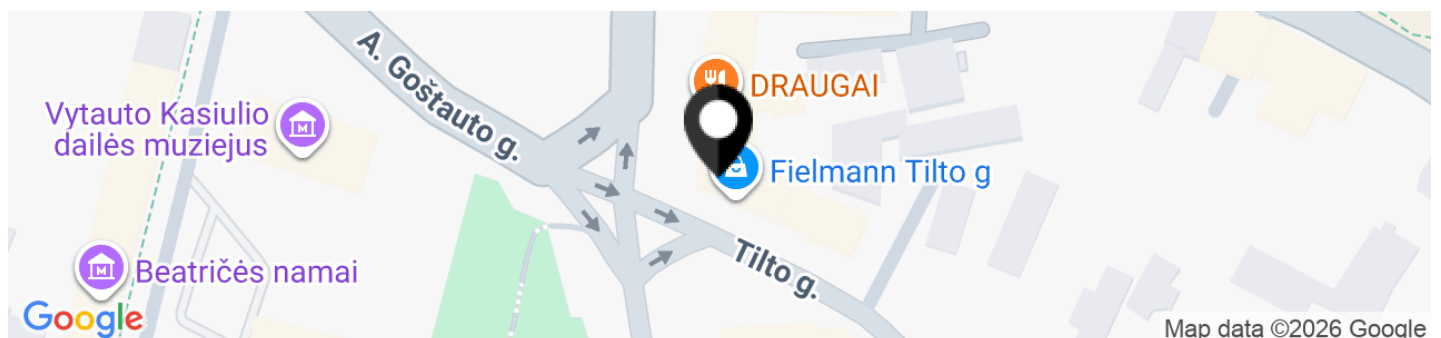 A. Goštauto g.
DRAUGAI
Vytauto Kasiulio
dailės muziejus
Fielmann Tilto g
Tilto g.
Beatričės namai
Google
Map data ©2026 Google